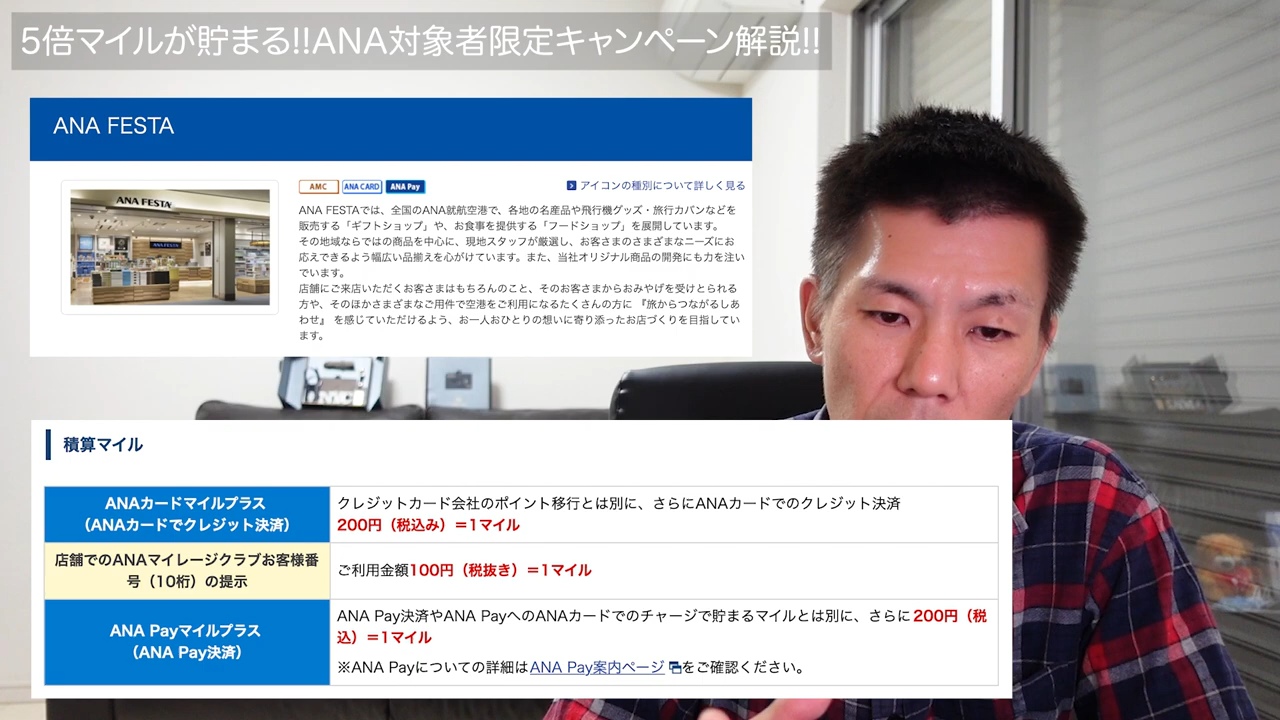 5倍マイルが貯まる!!ANA対象者限定キャンペーン解説!!
ANA FESTA
ANA FESTA
AMC ANA CARD ANA Pay アイコンの種別について詳しく見る
ANA FESTAでは、全国のANA就航空港で、各地の名産品や飛行機グッズ・旅行カバンなどを
販売する「ギフトショップ」や、お食事を提供する「フードショップ」を展開しています。
その地域ならではの商品を中心に、現地スタッフが厳選し、お客さまのさまざまなニーズにお
応えできるよう幅広い品揃えを心がけています。また、当社オリジナル商品の開発にも力を注い
でいます。
店舗にご来店いただくお客さまはもちろんのこと、そのお客さまからおみやげを受けとられる
方や、そのほかさまざまなご用件で空港をご利用になるたくさんの方に『旅からつながるしあ
わせ』 を感じていただけるよう、お一人おひとりの想いに寄り添ったお店づくりを目指してい
ます。
積算マイル
ANAカードマイルプラス
（ANAカードでクレジット決済）
クレジットカード会社のポイント移行とは別に、さらにANAカードでのクレジット決済
200円（税込み）＝1マイル
店舗でのANAマイレージクラブお客様番
号（10桁）の提示
ご利用金額100円（税抜き）＝1マイル
ANA Payマイルプラス
（ANA Pay決済）
ANA Pay決済やANA PayへのANAカードでのチャージで貯まるマイルとは別に、さらに200円（税
込）＝1マイル
※ANA Payについての詳細はANA Pay案内ページ をご確認ください。